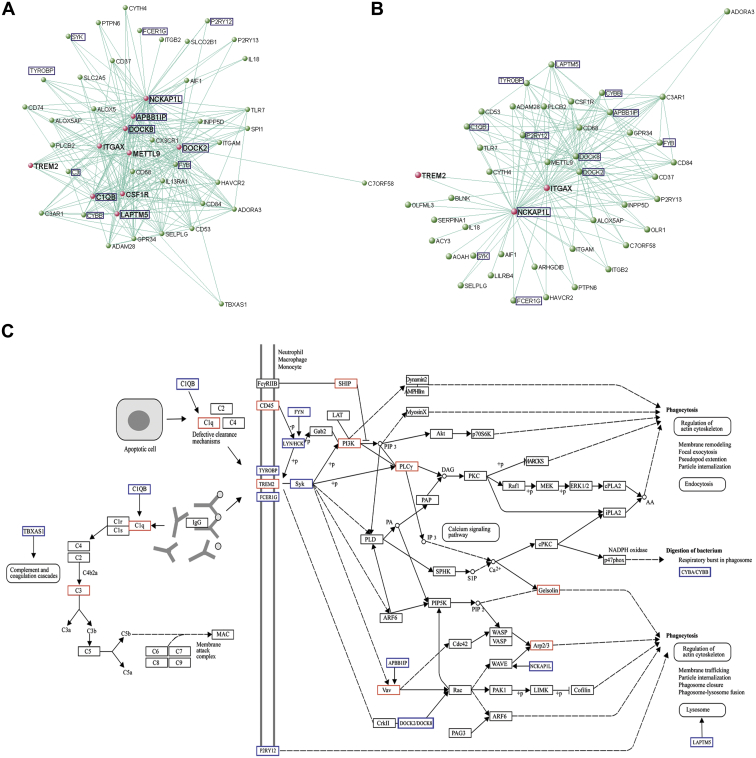 A
CYTH4
PTPN6
FCER1G
P2RY12
SYK
ITGB2
SLCO2B1
P2RY13
CD37
IL18
TYROBP
SLC2A5
AIF1
NCKAP1L
CD74
ALOX5
TLR7
ALOX5AP
APBB1IP
INPP5D
SPI1
DOCK8
CX3CR1
PLCB2
ITGAX
DOCK2
ITGAM
METTL9
FYB
TREM2
C3
CD68
IL13RA1
HAVCR2
C7ORF58
C1QB
CSF1R
CD84
C3AR1
CYBB
LAPTM5
ADORA3
SELPLG
CD53
GPR34
ADAM28
TBXAS1
B
ADORA3
LAPTM5
TYROBP
CYBB
C3AR1
CD53
ADAM28
PLCB2
CSF1R
APBB1IP
C1QB
P2RY12
CD68
GPR34
TLR7
FYB
DOCK8
METTL9
CD84
CYTH4
DOCK2
CD37
TREM2
ITGAX
BLNK
P2RY13
OLFML3
INPP5D
NCKAP1L
SERPINA1
ALOX5AP
IL18
OLR1
ACY3
ITGAM
C7ORF58
AOAH
SYK
AIF1
ARHGDIB
ITGB2
LILRB4
SELPLG
PTPN6
HAVCR2
FCER1G
C
Neutrophil
Macrophage
Monocyte
FcγRIIB
SHIP
Dynamin2
AMPHIin
C1QB
C2
C1q
C4
Defective clearance
mechanisms
Apoptotic cell
CD45
FYN
LAT
LYN/HCK
Gab2
PI3K
PIP 3
MyosinX
Akt
p70S6K
Phagocytosis
Regulation of
actin cytoskeleton
Membrane remodeling
Focal exocytosis
Pseudopod extention
Particle internalization
Endocytosis
+p
+p
+p
+p
TYROBP
TREM2
FCER1G
Syk
PLCγ
DAG
PKC
MARCKS
+p
Raf1
MEK
ERK1/2
cPLA2
+p
AA
iPLA2
PAP
PA
PLD
IP 3
Calcium signaling
pathway
cPKC
SPHK
S1P
Ca2+
NADPH oxidase
p47phox
Digestion of bacterium
Respiratory burst in phagosome
CYBA/CYBB
C1QB
C1r
C1s
C1q
IgG
TBXAS1
Complement and
coagulation cascades
C4
C2
C4b2a
C3
C3a
C3b
C5
C5b
C5a
MAC
C6
C7
C8
C9
Membrane
attack
complex
Gelsolin
ARF6
PIP5K
PIP
Cdc42
WASP
VASP
Arp2/3
WAVE
NCKAP1L
APBB1IP
Vav
Rac
PAK1
+p
LIMK
+p
Cofilin
CrkII
DOCK2/DOCK8
ARF6
PAG3
P2RY12
Phagocytosis
Regulation of
actin cytoskeleton
Membrane trafficking
Particle internalization
Phagosome closure
Phagosome-lysosome fusion
Lysosome
LAPTM5